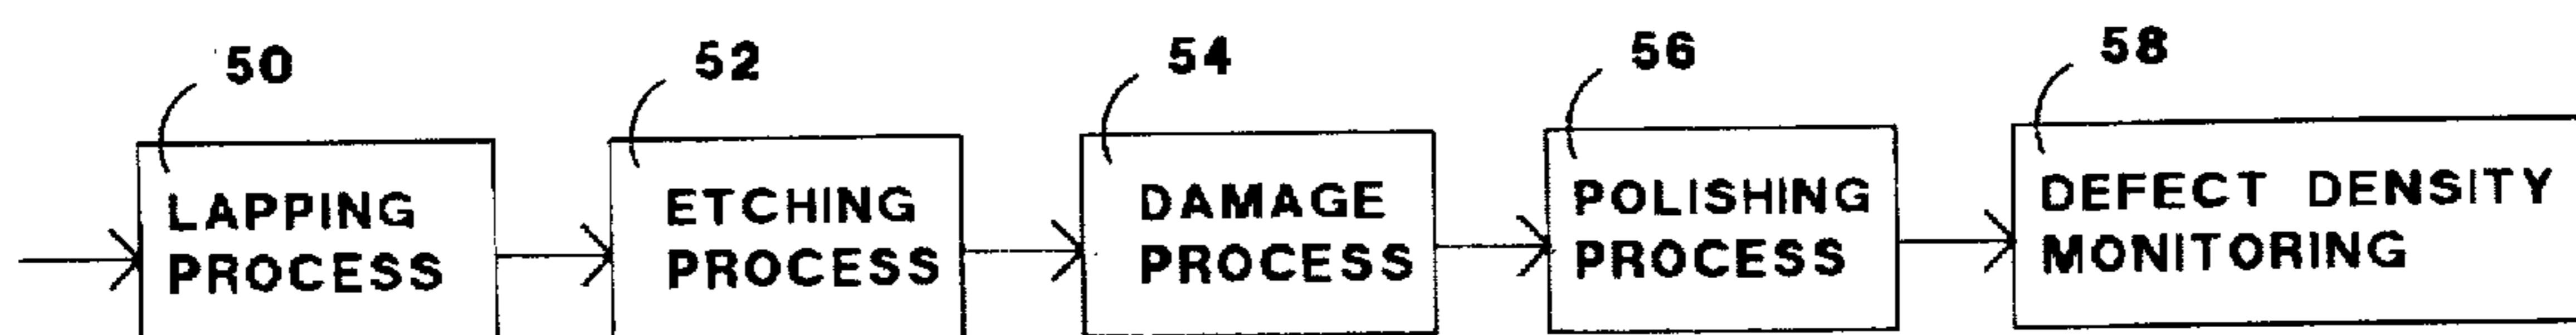 50
52
54
56
58
LAPPING
PROCESS
ETCHING
PROCESS
DAMAGE
PROCESS
POLISHING
PROCESS
DEFECT DENSITY
MONITORING